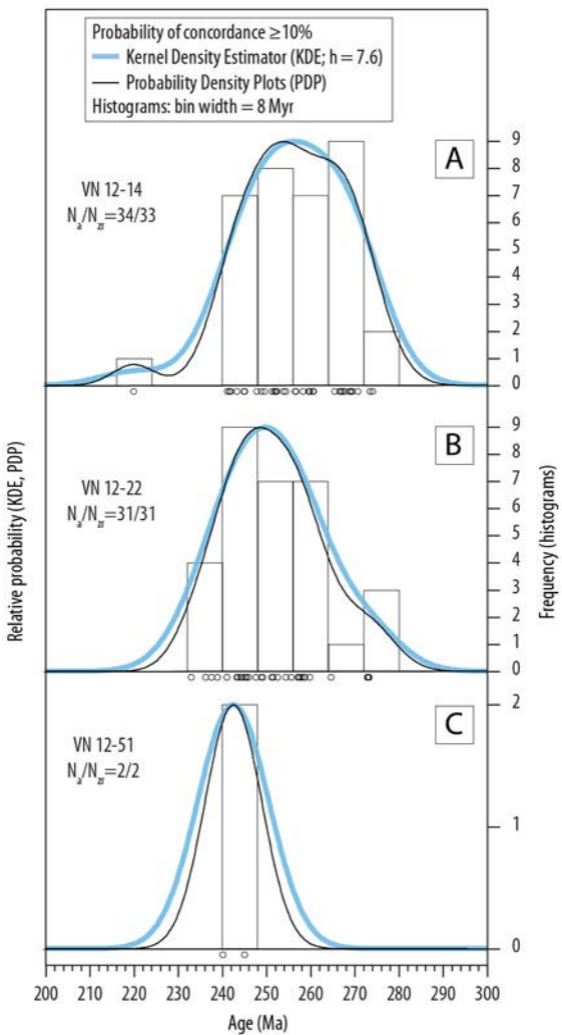 Probability of concordance ≥10%
Kernel Density Estimator (KDE; h = 7.6)
Probability Density Plots (PDP)
Histograms: bin width = 8 Myr
A
VN 12-14
Nₐ/N_zr=34/33
9
8
7
6
5
4
3
2
1
0
B
VN 12-22
Nₐ/N_zr=31/31
9
8
7
6
5
4
3
2
1
0
Relative probability (KDE, PDP)
Frequency (histograms)
C
VN 12-51
Nₐ/N_zr=2/2
2
1
0
200 210 220 230 240 250 260 270 280 290 300
Age (Ma)